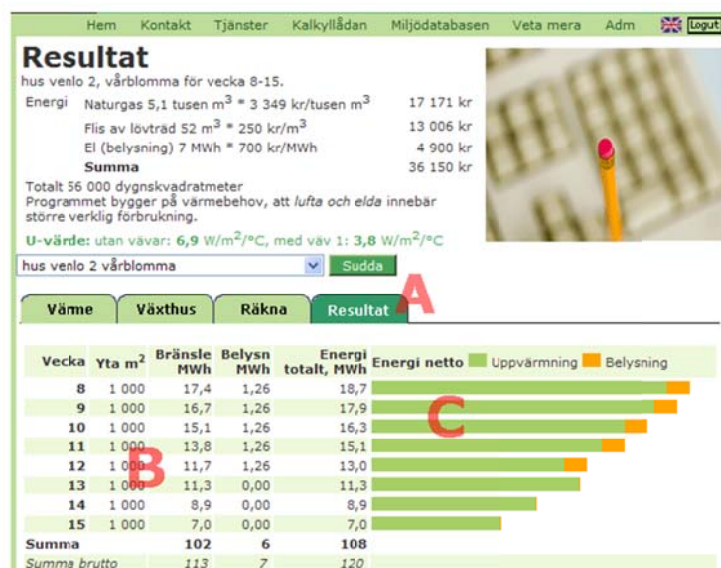 Hem Kontakt Tjänster Kalkyllådan Miljödatabasen Veta mera Adm Logut
Resultat
hus venlo 2, vårblomma för vecka 8-15.
Energi Naturgas 5,1 tusen m³ * 3 349 kr/tusen m³ 17 171 kr
Flis av lövträd 52 m³ * 250 kr/m³ 13 006 kr
El (belysning) 7 MWh * 700 kr/MWh 4 900 kr
Summa 36 150 kr
Totalt 56 000 dygnskvadratmeter
Programmet bygger på värmebehov, att lufta och elda innebär
större verklig förbrukning.
U-värde: utan vävar: 6,9 W/m²/°C, med väv 1: 3,8 W/m²/°C
hus venlo 2 vårblomma Sudda
A
Värme Växthus Räkna Resultat
Vecka Yta m² Bränsle MWh Belysn MWh Energi totalt, MWh Energi netto Uppvärmning Belysning
8 1 000 17,4 1,26 18,7
9 1 000 16,7 1,26 17,9
C
10 1 000 15,1 1,26 16,3
11 1 000 13,8 1,26 15,1
B
12 1 000 11,7 1,26 13,0
13 1 000 11,3 0,00 11,3
14 1 000 8,9 0,00 8,9
15 1 000 7,0 0,00 7,0
Summa 102 6 108
Summa brutto 113 7 120